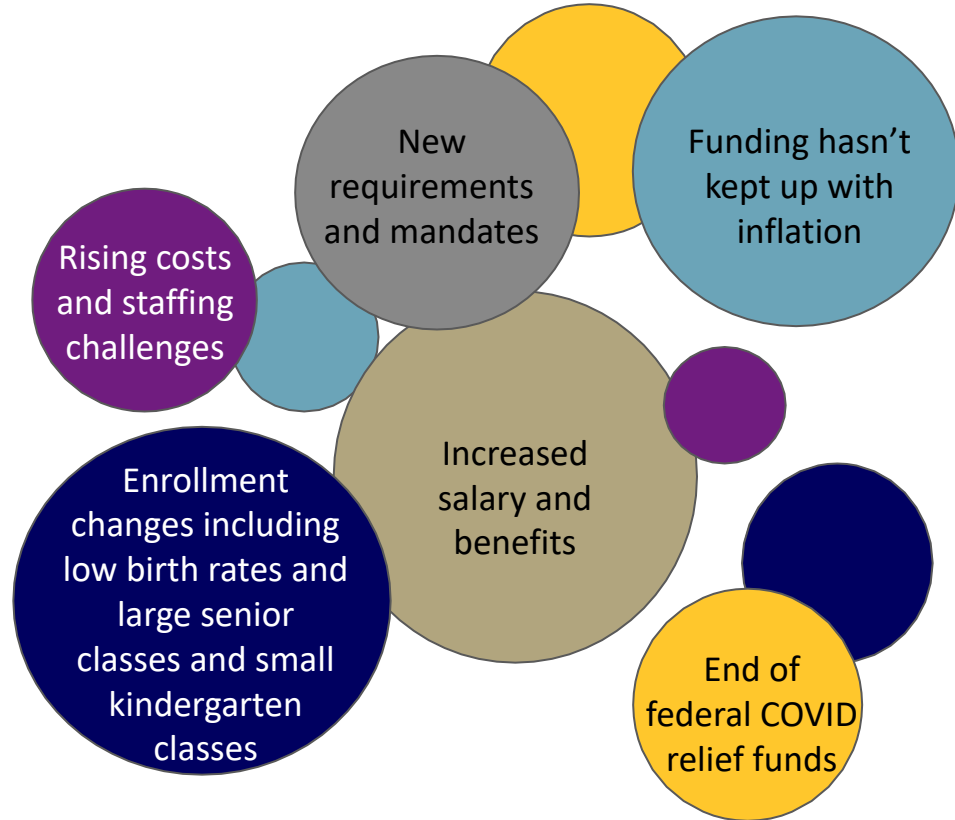 New
requirements
and mandates
Funding hasn’t
kept up with
inflation
Rising costs
and staffing
challenges
Increased
salary and
benefits
Enrollment
changes including
low birth rates and
large senior
classes and small
kindergarten
classes
End of
federal COVID
relief funds